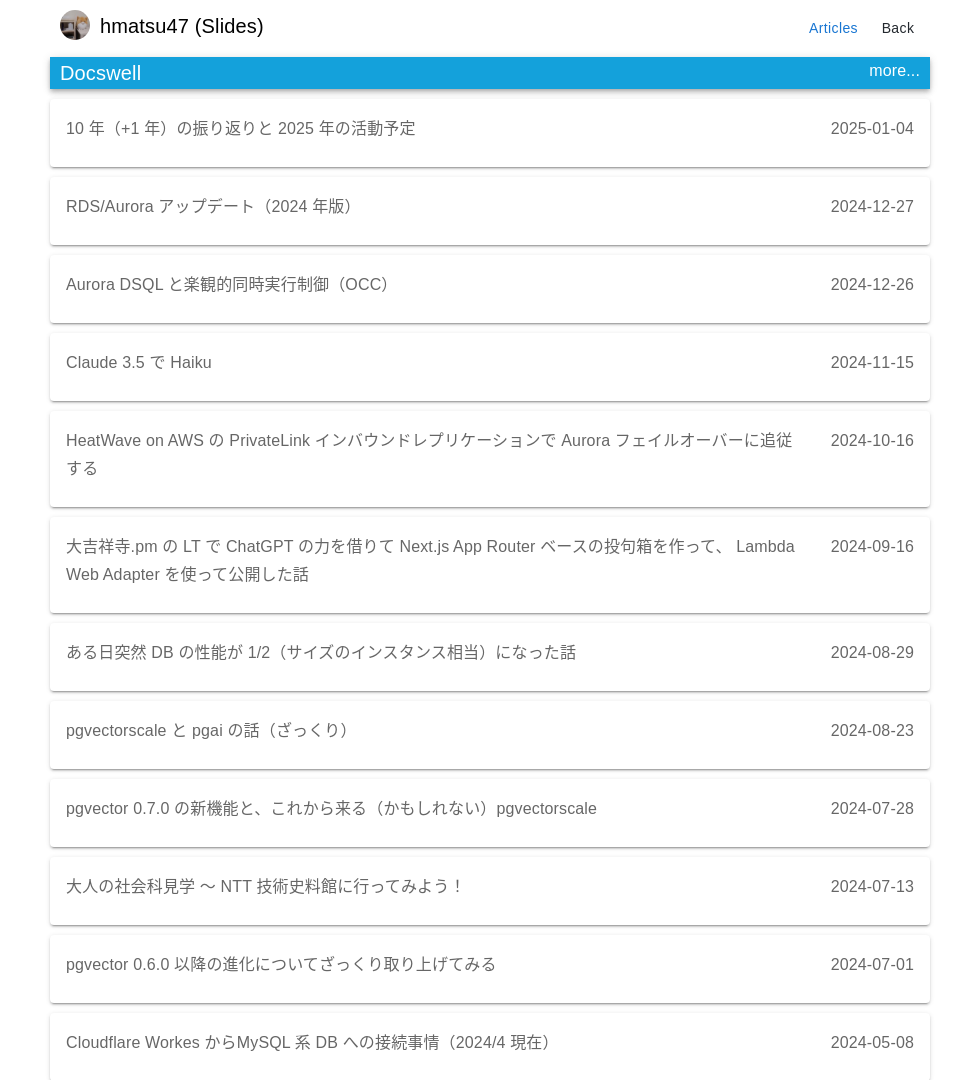 hmatsu47 (Slides)
Articles
Back
Docswell
more...
10 年（+1 年）の振り返りと 2025 年の活動予定
2025-01-04
RDS/Aurora アップデート（2024 年版）
2024-12-27
Aurora DSQL と楽観的同時実行制御（OCC）
2024-12-26
Claude 3.5 で Haiku
2024-11-15
HeatWave on AWS の PrivateLink インバウンドレプリケーションで Aurora フェイルオーバーに追従
する
2024-10-16
大吉祥寺.pm の LT で ChatGPT の力を借りて Next.js App Router ベースの投句箱を作って、 Lambda
Web Adapter を使って公開した話
2024-09-16
ある日突然 DB の性能が 1/2（サイズのインスタンス相当）になった話
2024-08-29
pgvectorscale と pgai の話（ざっくり）
2024-08-23
pgvector 0.7.0 の新機能と、これから来る（かもしれない）pgvectorscale
2024-07-28
大人の社会科見学 〜 NTT 技術史料館に行ってみよう！
2024-07-13
pgvector 0.6.0 以降の進化についてざっくり取り上げてみる
2024-07-01
Cloudflare Workes からMySQL 系 DB への接続事情（2024/4 現在）
2024-05-08